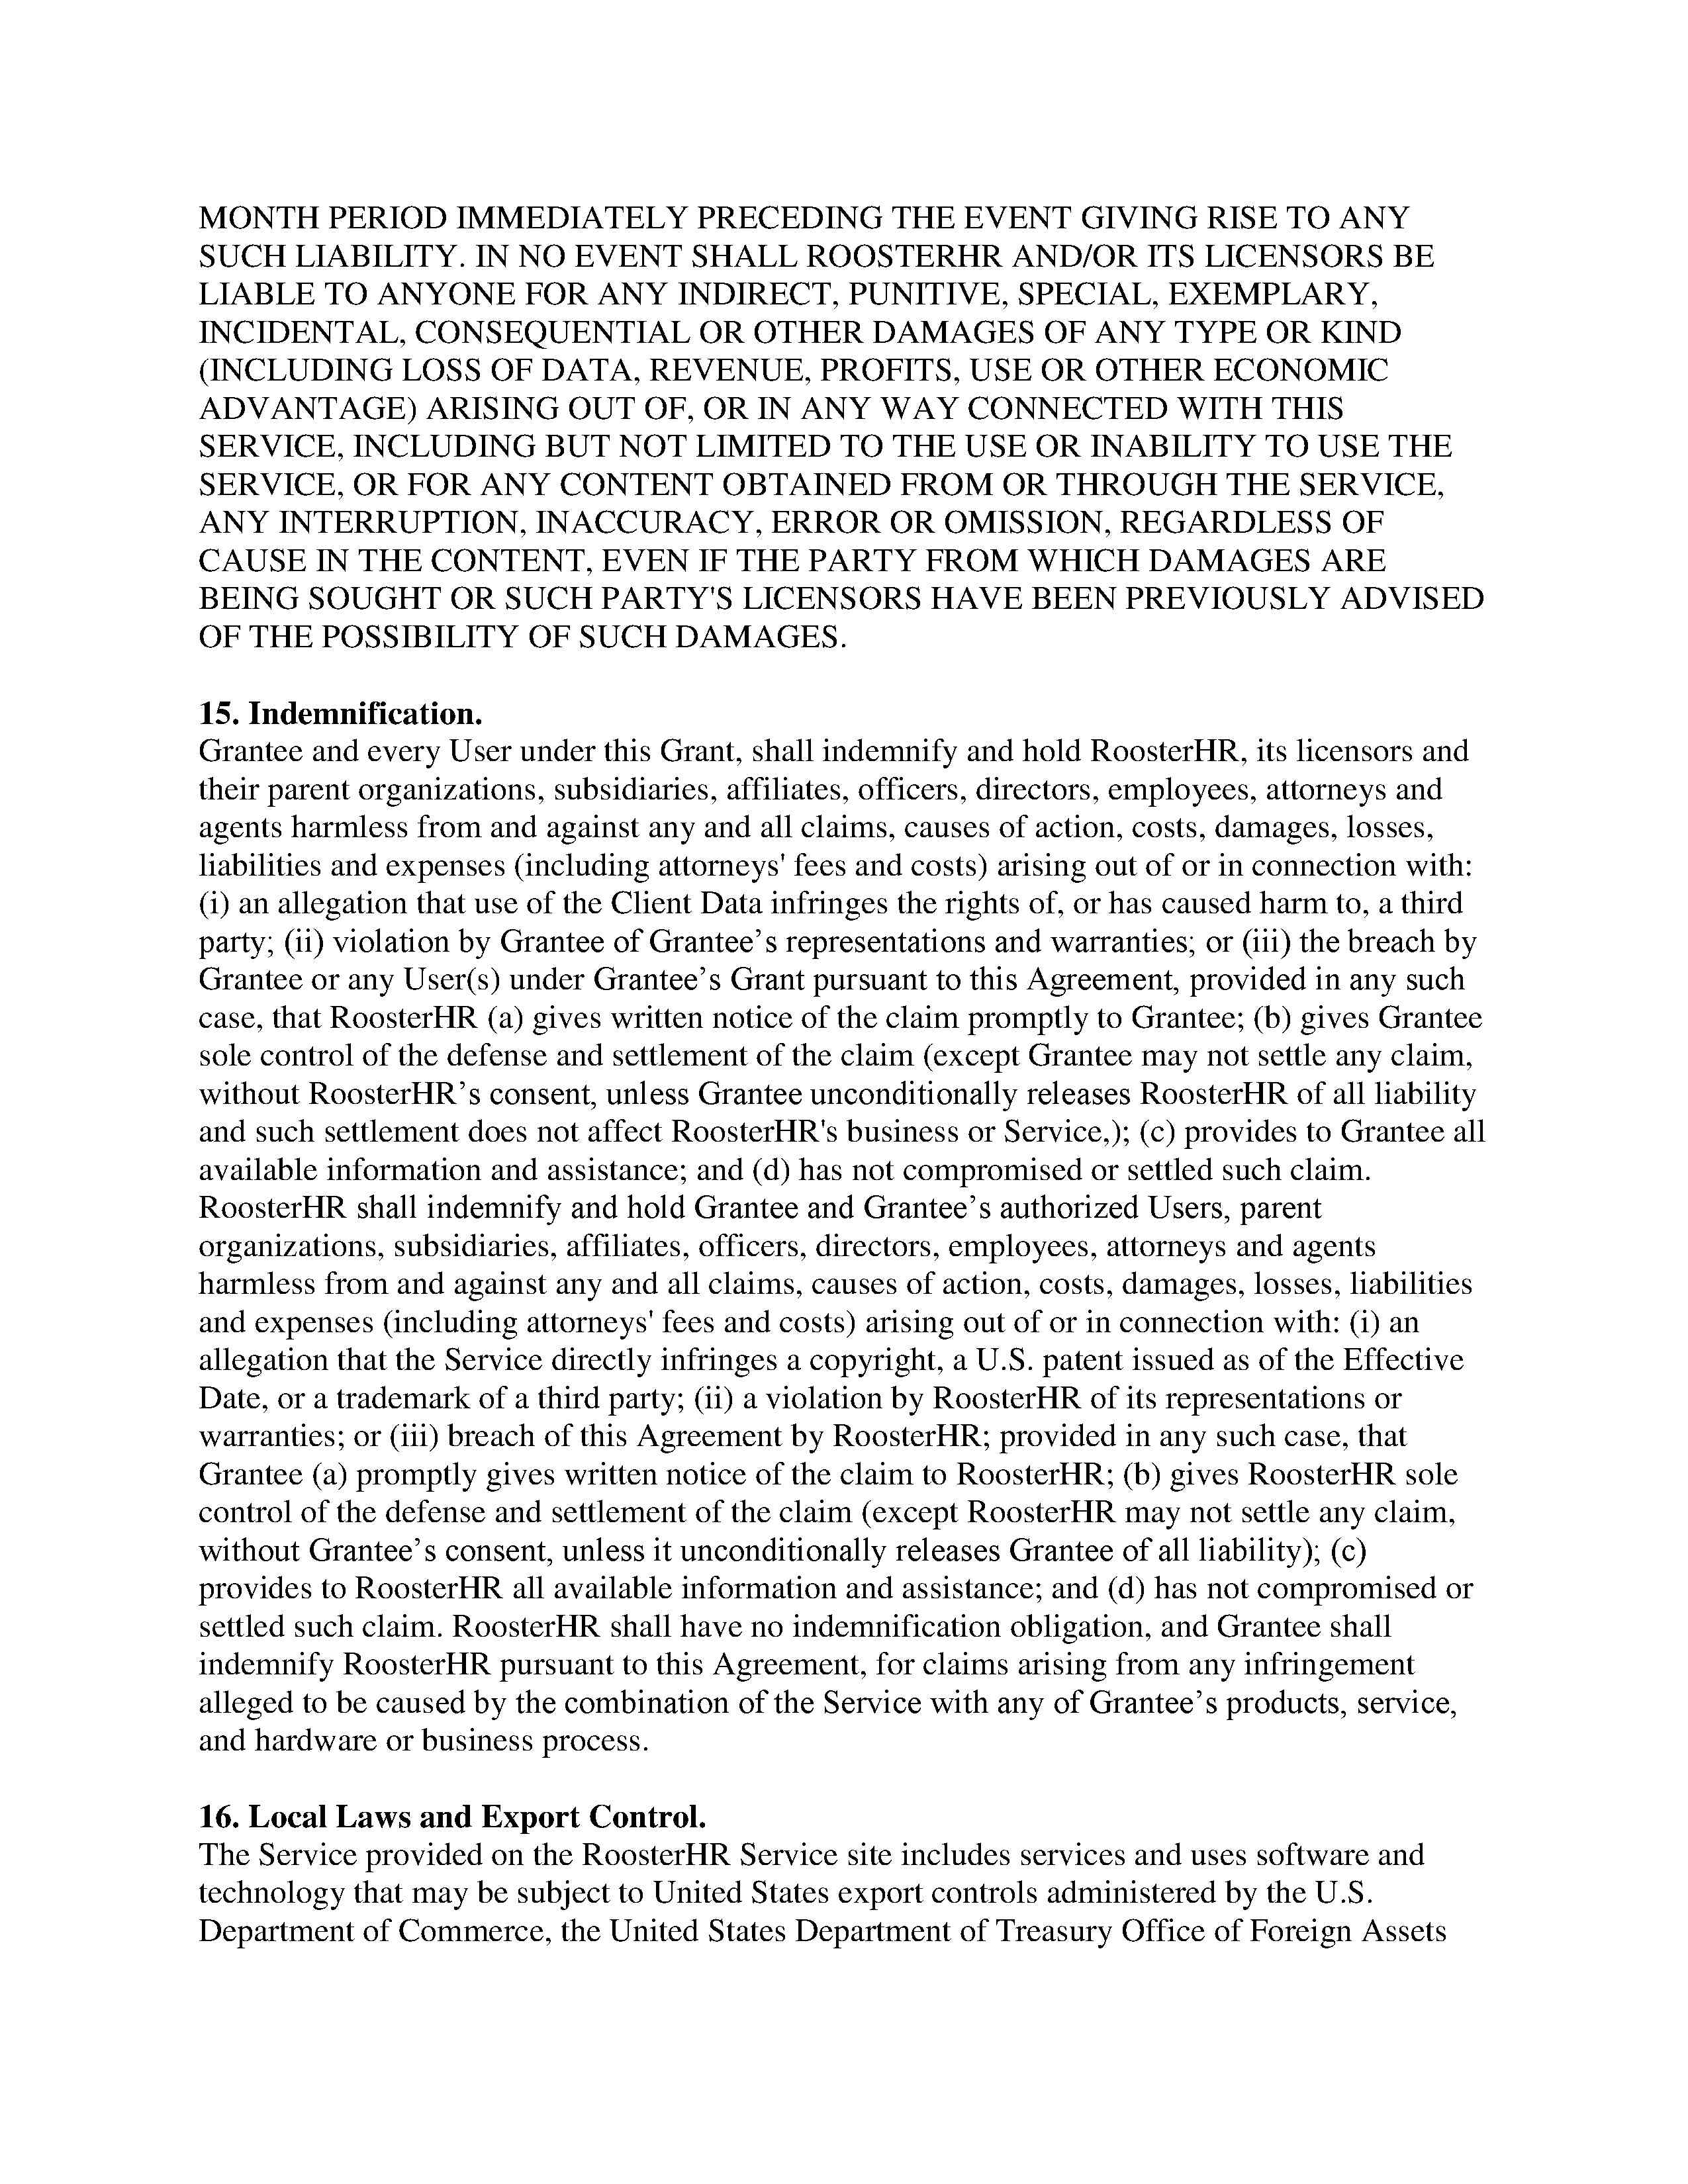 MONTH PERIOD IMMEDIATELY PRECEDING THE EVENT GIVING RISE TO ANY
SUCH LIABILITY. IN NO EVENT SHALL ROOSTERHR AND/OR ITS LICENSORS BE
LIABLE TO ANYONE FOR ANY INDIRECT, PUNITIVE, SPECIAL, EXEMPLARY,
INCIDENTAL, CONSEQUENTIAL OR OTHER DAMAGES OF ANY TYPE OR KIND
(INCLUDING LOSS OF DATA, REVENUE, PROFITS, USE OR OTHER ECONOMIC
ADVANTAGE) ARISING OUT OF, OR IN ANY WAY CONNECTED WITH THIS
SERVICE, INCLUDING BUT NOT LIMITED TO THE USE OR INABILITY TO USE THE
SERVICE, OR FOR ANY CONTENT OBTAINED FROM OR THROUGH THE SERVICE,
ANY INTERRUPTION, INACCURACY, ERROR OR OMISSION, REGARDLESS OF
CAUSE IN THE CONTENT, EVEN IF THE PARTY FROM WHICH DAMAGES ARE
BEING SOUGHT OR SUCH PARTY'S LICENSORS HAVE BEEN PREVIOUSLY ADVISED
OF THE POSSIBILITY OF SUCH DAMAGES.
15. Indemnification.
Grantee and every User under this Grant, shall indemnify and hold RoosterHR, its licensors and
their parent organizations, subsidiaries, affiliates, officers, directors, employees, attorneys and
agents harmless from and against any and all claims, causes of action, costs, damages, losses,
liabilities and expenses (including attorneys' fees and costs) arising out of or in connection with:
(i) an allegation that use of the Client Data infringes the rights of, or has caused harm to, a third
party; (ii) violation by Grantee of Grantee’s representations and warranties; or (iii) the breach by
Grantee or any User(s) under Grantee’s Grant pursuant to this Agreement, provided in any such
case, that RoosterHR (a) gives written notice of the claim promptly to Grantee; (b) gives Grantee
sole control of the defense and settlement of the claim (except Grantee may not settle any claim,
without RoosterHR’s consent, unless Grantee unconditionally releases RoosterHR of all liability
and such settlement does not affect RoosterHR's business or Service,); (c) provides to Grantee all
available information and assistance; and (d) has not compromised or settled such claim.
RoosterHR shall indemnify and hold Grantee and Grantee’s authorized Users, parent
organizations, subsidiaries, affiliates, officers, directors, employees, attorneys and agents
harmless from and against any and all claims, causes of action, costs, damages, losses, liabilities
and expenses (including attorneys' fees and costs) arising out of or in connection with: (i) an
allegation that the Service directly infringes a copyright, a U.S. patent issued as of the Effective
Date, or a trademark of a third party; (ii) a violation by RoosterHR of its representations or
warranties; or (iii) breach of this Agreement by RoosterHR; provided in any such case, that
Grantee (a) promptly gives written notice of the claim to RoosterHR; (b) gives RoosterHR sole
control of the defense and settlement of the claim (except RoosterHR may not settle any claim,
without Grantee’s consent, unless it unconditionally releases Grantee of all liability); (c)
provides to RoosterHR all available information and assistance; and (d) has not compromised or
settled such claim. RoosterHR shall have no indemnification obligation, and Grantee shall
indemnify RoosterHR pursuant to this Agreement, for claims arising from any infringement
alleged to be caused by the combination of the Service with any of Grantee’s products, service,
and hardware or business process.
16. Local Laws and Export Control.
The Service provided on the RoosterHR Service site includes services and uses software and
technology that may be subject to United States export controls administered by the U.S.
Department of Commerce, the United States Department of Treasury Office of Foreign Assets